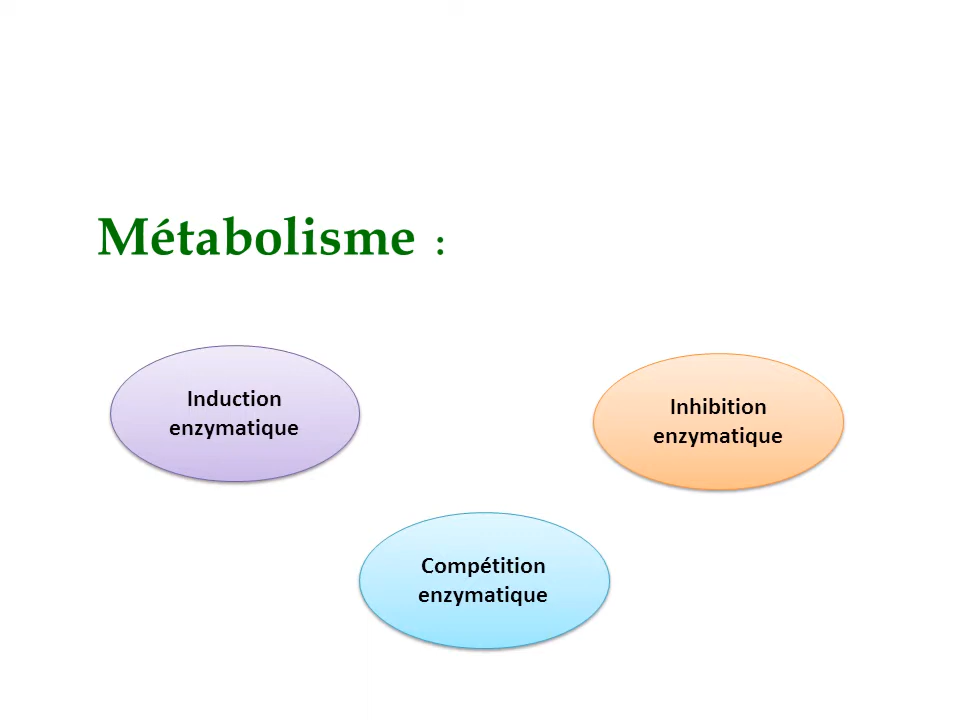 Métabolisme :
Induction
enzymatique
Inhibition
enzymatique
Compétition
enzymatique